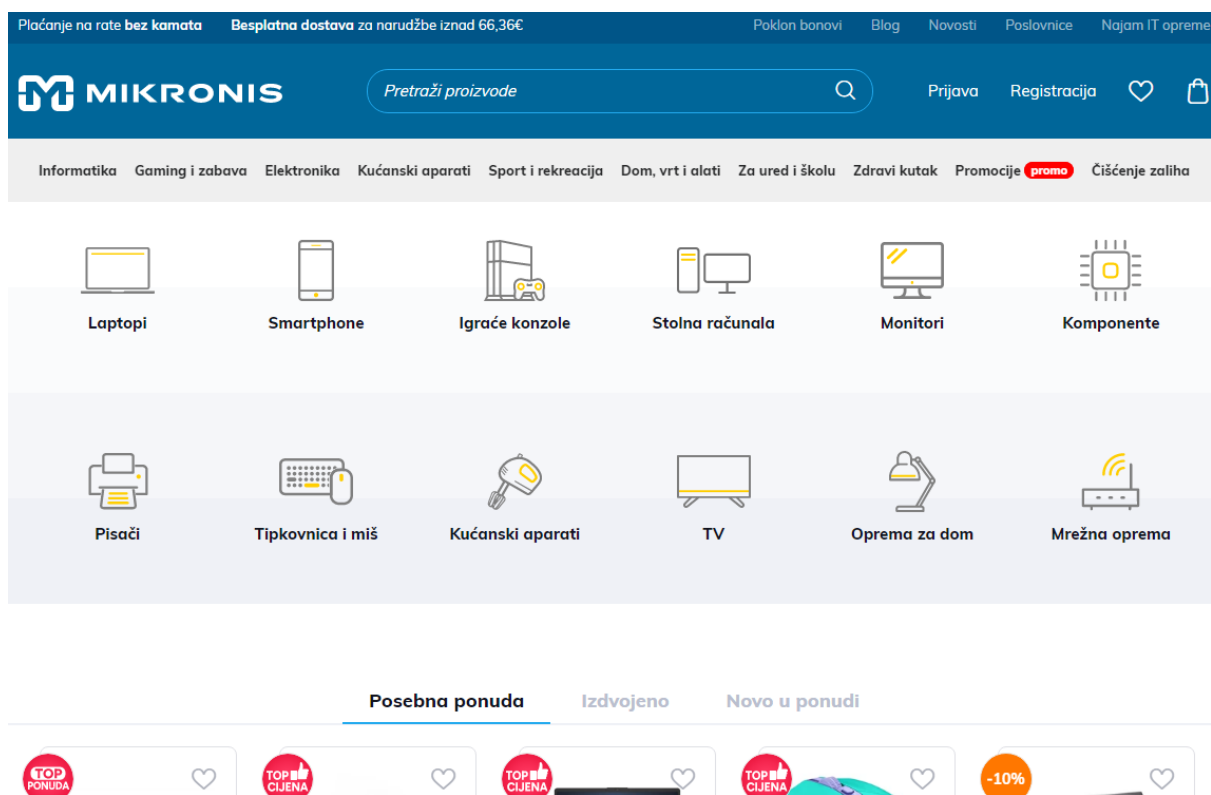 Plaćanje na rate bez kamata Besplatna dostava za narudžbe iznad 66,36€ Poklon bonovi Blog Novosti Poslovnice Najam IT opreme
MIKRONIS Pretraži proizvode Prijava Registracija
Informatika Gaming i zabava Elektronika Kućanski aparati Sport i rekreacija Dom, vrt i alati Za ured i školu Zdravi kutak Promocije promo Čišćenje zaliha
Laptopi Smartphone Igraće konzole Stolna računala Monitori Komponente
Pisači Tipkovnica i miš Kućanski aparati TV Oprema za dom Mrežna oprema
Posebna ponuda Izdvojeno Novo u ponudi
TOP PONUDA TOP CIJENA TOP CIJENA TOP CIJENA -10%